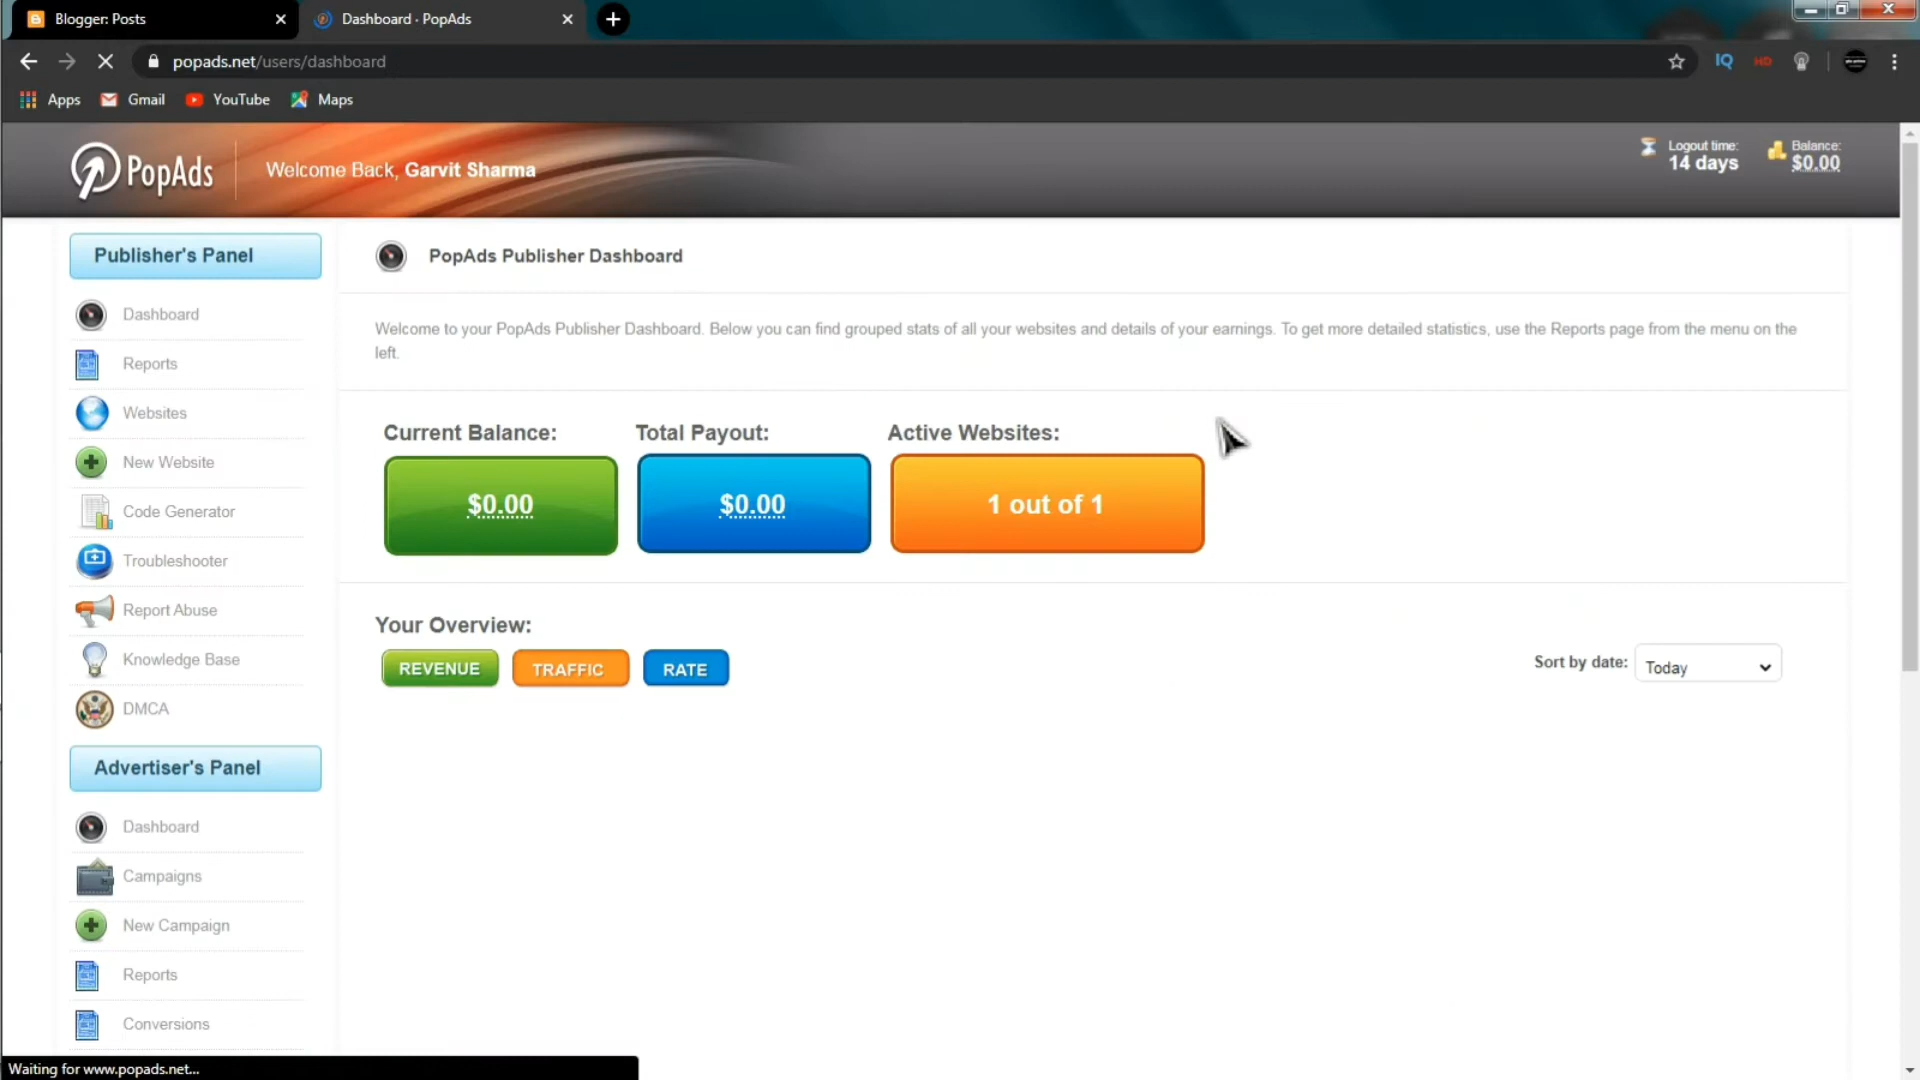 Blogger: Posts
Dashboard · PopAds
popads.net/users/dashboard
IQ
HD
Apps
Gmail
YouTube
Maps
PopAds
Welcome Back, Garvit Sharma
Logout time:
14 days
Balance:
$0.00
Publisher's Panel
Dashboard
Reports
Websites
New Website
Code Generator
Troubleshooter
Report Abuse
Knowledge Base
DMCA
Advertiser's Panel
Dashboard
Campaigns
New Campaign
Reports
Conversions
PopAds Publisher Dashboard
Welcome to your PopAds Publisher Dashboard. Below you can find grouped stats of all your websites and details of your earnings. To get more detailed statistics, use the Reports page from the menu on the
left.
Current Balance:
$0.00
Total Payout:
$0.00
Active Websites:
1 out of 1
Your Overview:
REVENUE
TRAFFIC
RATE
Sort by date:
Today
Waiting for www.popads.net...